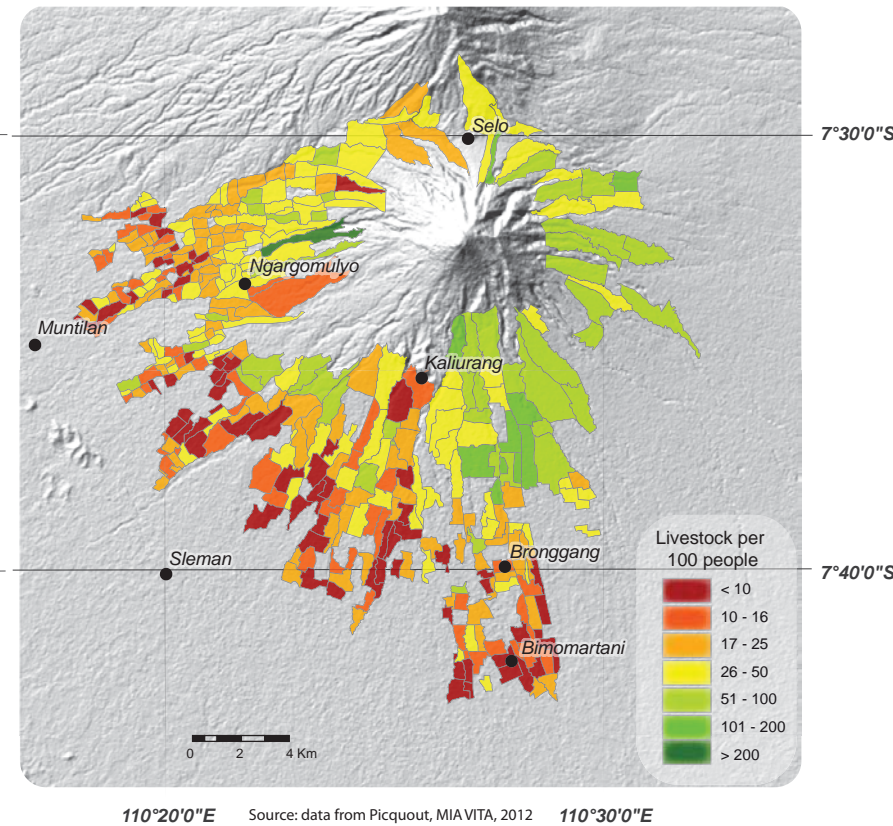 Selo
7°30'0"S
Ngargomulyo
Muntilan
Kaliurang
Livestock per
100 people
Sleman
Bronggang
7°40'0"S
< 10
10 - 16
17 - 25
Bimomartani
26 - 50
51 - 100
101 - 200
> 200
0 2 4 Km
110°20'0"E Source: data from Picquout, MIAVITA, 2012 110°30'0"E